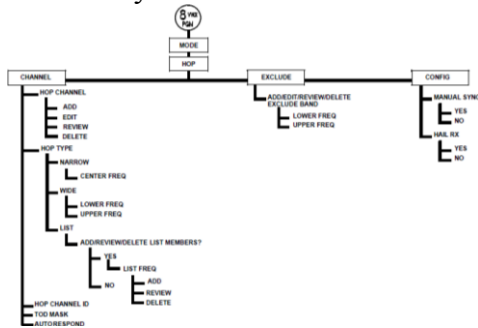 8 SYNC
PGM
MODE
HOP
CHANNEL
HOP CHANNEL
ADD
EDIT
REVIEW
DELETE
HOP TYPE
NARROW
CENTER FREQ
WIDE
LOWER FREQ
UPPER FREQ
LIST
ADD/REVIEW/DELETE LIST MEMBERS?
YES
LIST FREQ
ADD
REVIEW
DELETE
NO
HOP CHANNEL ID
TOD MASK
AUTORESPOND
EXCLUDE
ADD/EDIT/REVIEW/DELETE
EXCLUDE BAND
LOWER FREQ
UPPER FREQ
CONFIG
MANUAL SYNC
YES
NO
HAIL RX
YES
NO